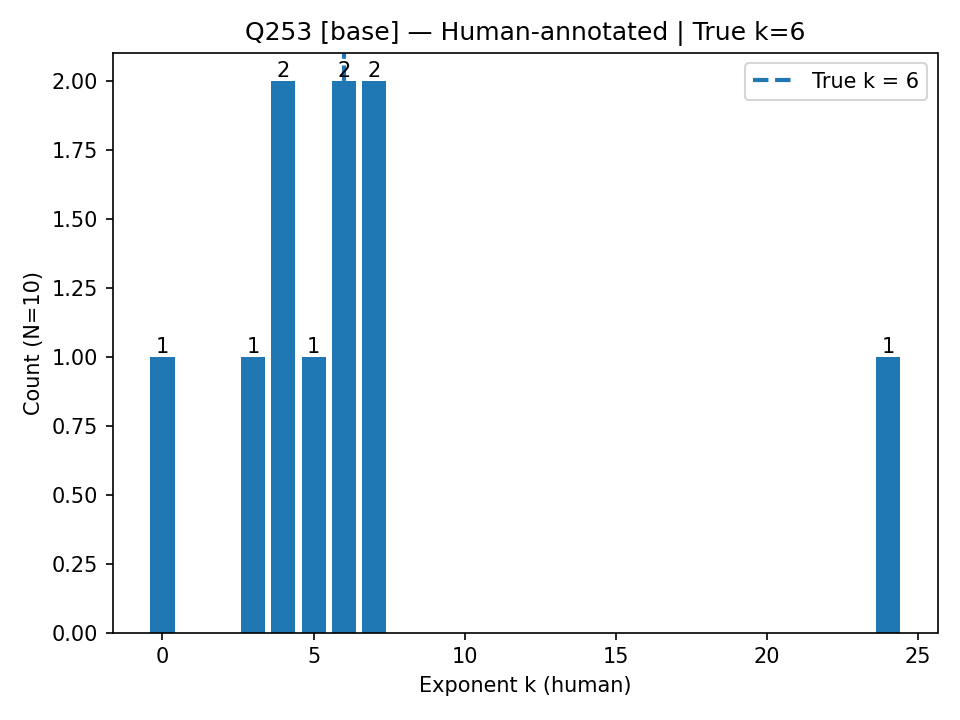 Q253 [base] — Human-annotated | True k=6
True k = 6
2 2 2
1 1 1 1
2.00
1.75
1.50
1.25
1.00
0.75
0.50
0.25
0.00
Count (N=10)
0 5 10 15 20 25
Exponent k (human)